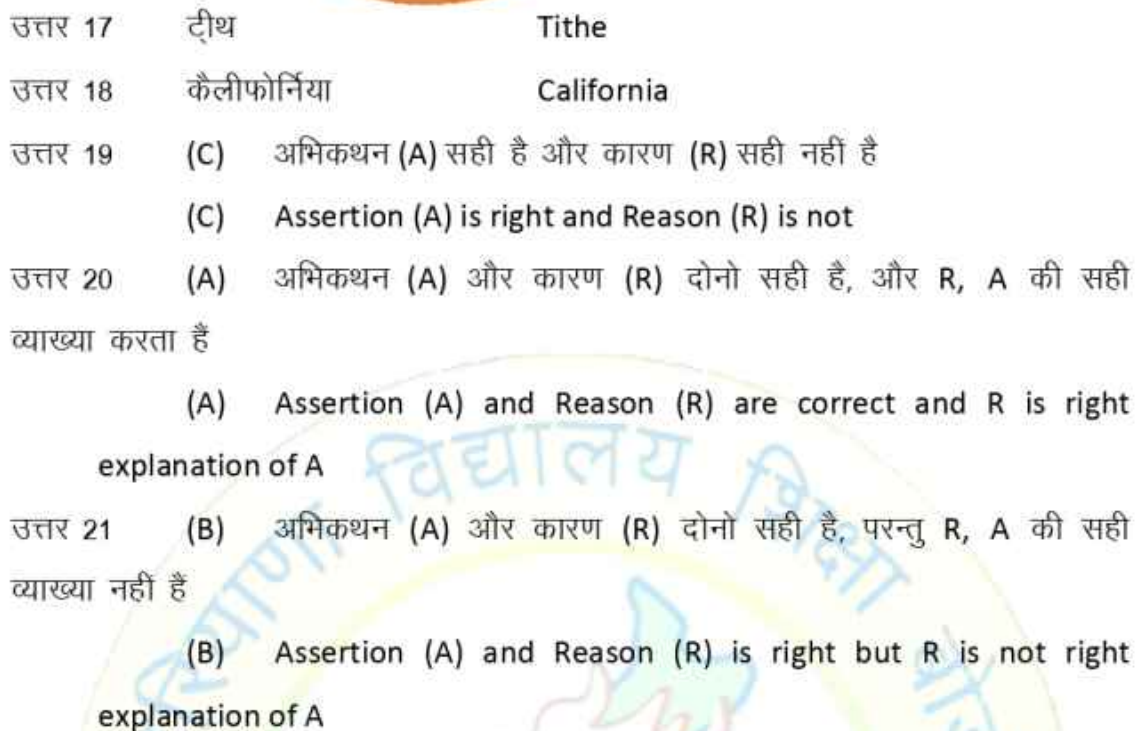 उत्तर 17 टी्थ Tithe
उत्तर 18 कैलीफोर्निया California
उत्तर 19 (C) अभिकथन (A) सही है और कारण (R) सही नहीं है
(C) Assertion (A) is right and Reason (R) is not
उत्तर 20 (A) अभिकथन (A) और कारण (R) दोनो सही है, और R, A की सही
व्याख्या करता है
(A) Assertion (A) and Reason (R) are correct and R is right
explanation of A
उत्तर 21 (B) अभिकथन (A) और कारण (R) दोनो सही है, परन्तु R, A की सही
व्याख्या नही है
(B) Assertion (A) and Reason (R) is right but R is not right
explanation of A
विद्यालय शिक्षा